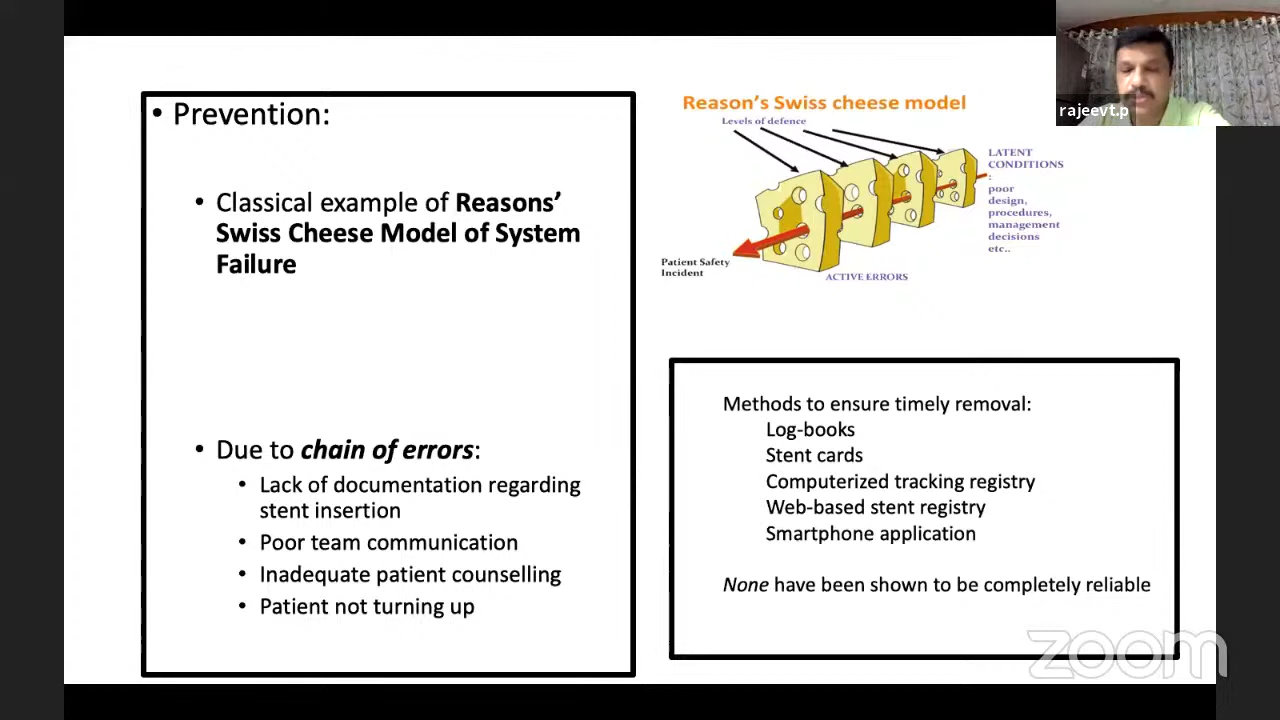 • Prevention:
• Classical example of Reasons’
Swiss Cheese Model of System
Failure
• Due to chain of errors:
• Lack of documentation regarding
stent insertion
• Poor team communication
• Inadequate patient counselling
• Patient not turning up
Reason's Swiss cheese model
Levels of defence
LATENT
CONDITIONS
:
poor
design,
procedures,
management
decisions
etc..
Patient Safety
Incident
ACTIVE ERRORS
Methods to ensure timely removal:
Log-books
Stent cards
Computerized tracking registry
Web-based stent registry
Smartphone application
None have been shown to be completely reliable
rajeevt.p
zoom